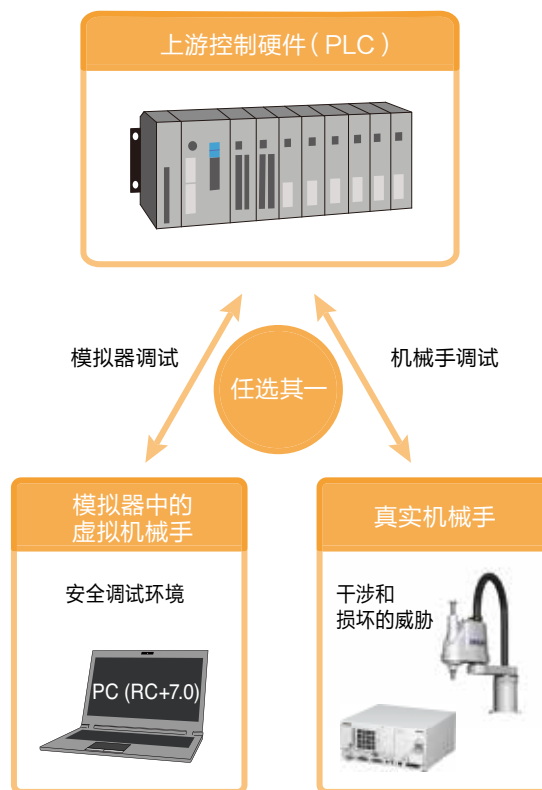 上游控制硬件（PLC）
模拟器调试
机械手调试
任选其一
模拟器中的
虚拟机械手
真实机械手
安全调试环境
干涉和
损坏的威胁
PC (RC+7.0)